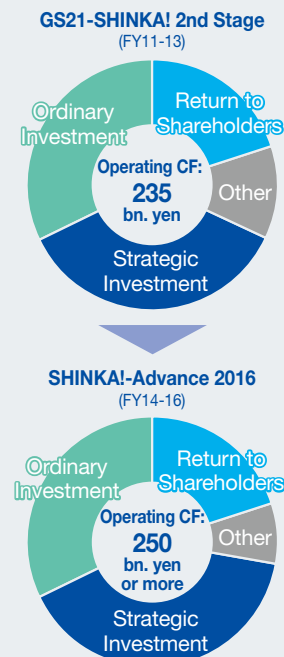 GS21-SHINKA! 2nd Stage
(FY11-13)
Ordinary
Investment
Return to
Shareholders
Operating CF:
235
bn. yen
Other
Strategic
Investment
SHINKA!-Advance 2016
(FY14-16)
Ordinary
Investment
Return to
Shareholders
Operating CF:
250
bn. yen
or more
Other
Strategic
Investment